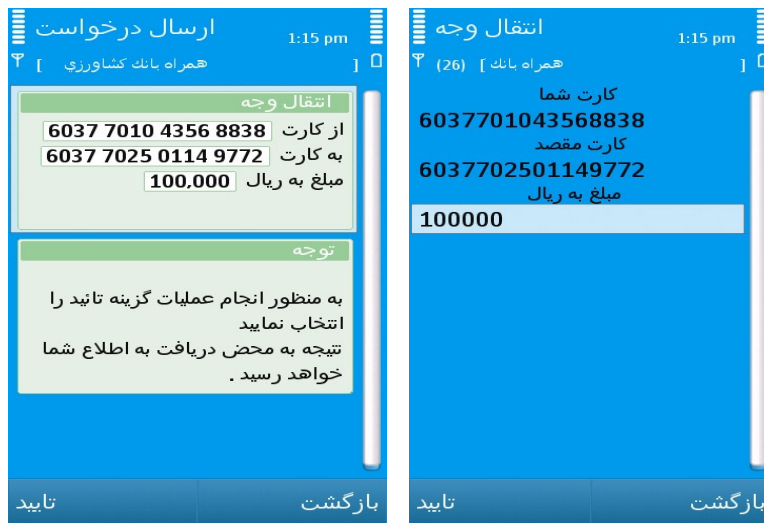 ارسال درخواست
1:15 pm
[ همراه بانك كشاورزي ]
انتقال وجه
از کارت 6037 7010 4356 8838
به کارت 6037 7025 0114 9772
مبلغ به ریال 100,000
توجه
به منظور انجام عملیات گزینه تائید را
انتخاب نمایید
نتیجه به محض دریافت به اطلاع شما
خواهد رسید .
تایید
بازگشت
انتقال وجه
1:15 pm
[ همراه بانك ] (26)
کارت شما
6037701043568838
کارت مقصد
6037702501149772
مبلغ به ریال
100000
تایید
بازگشت